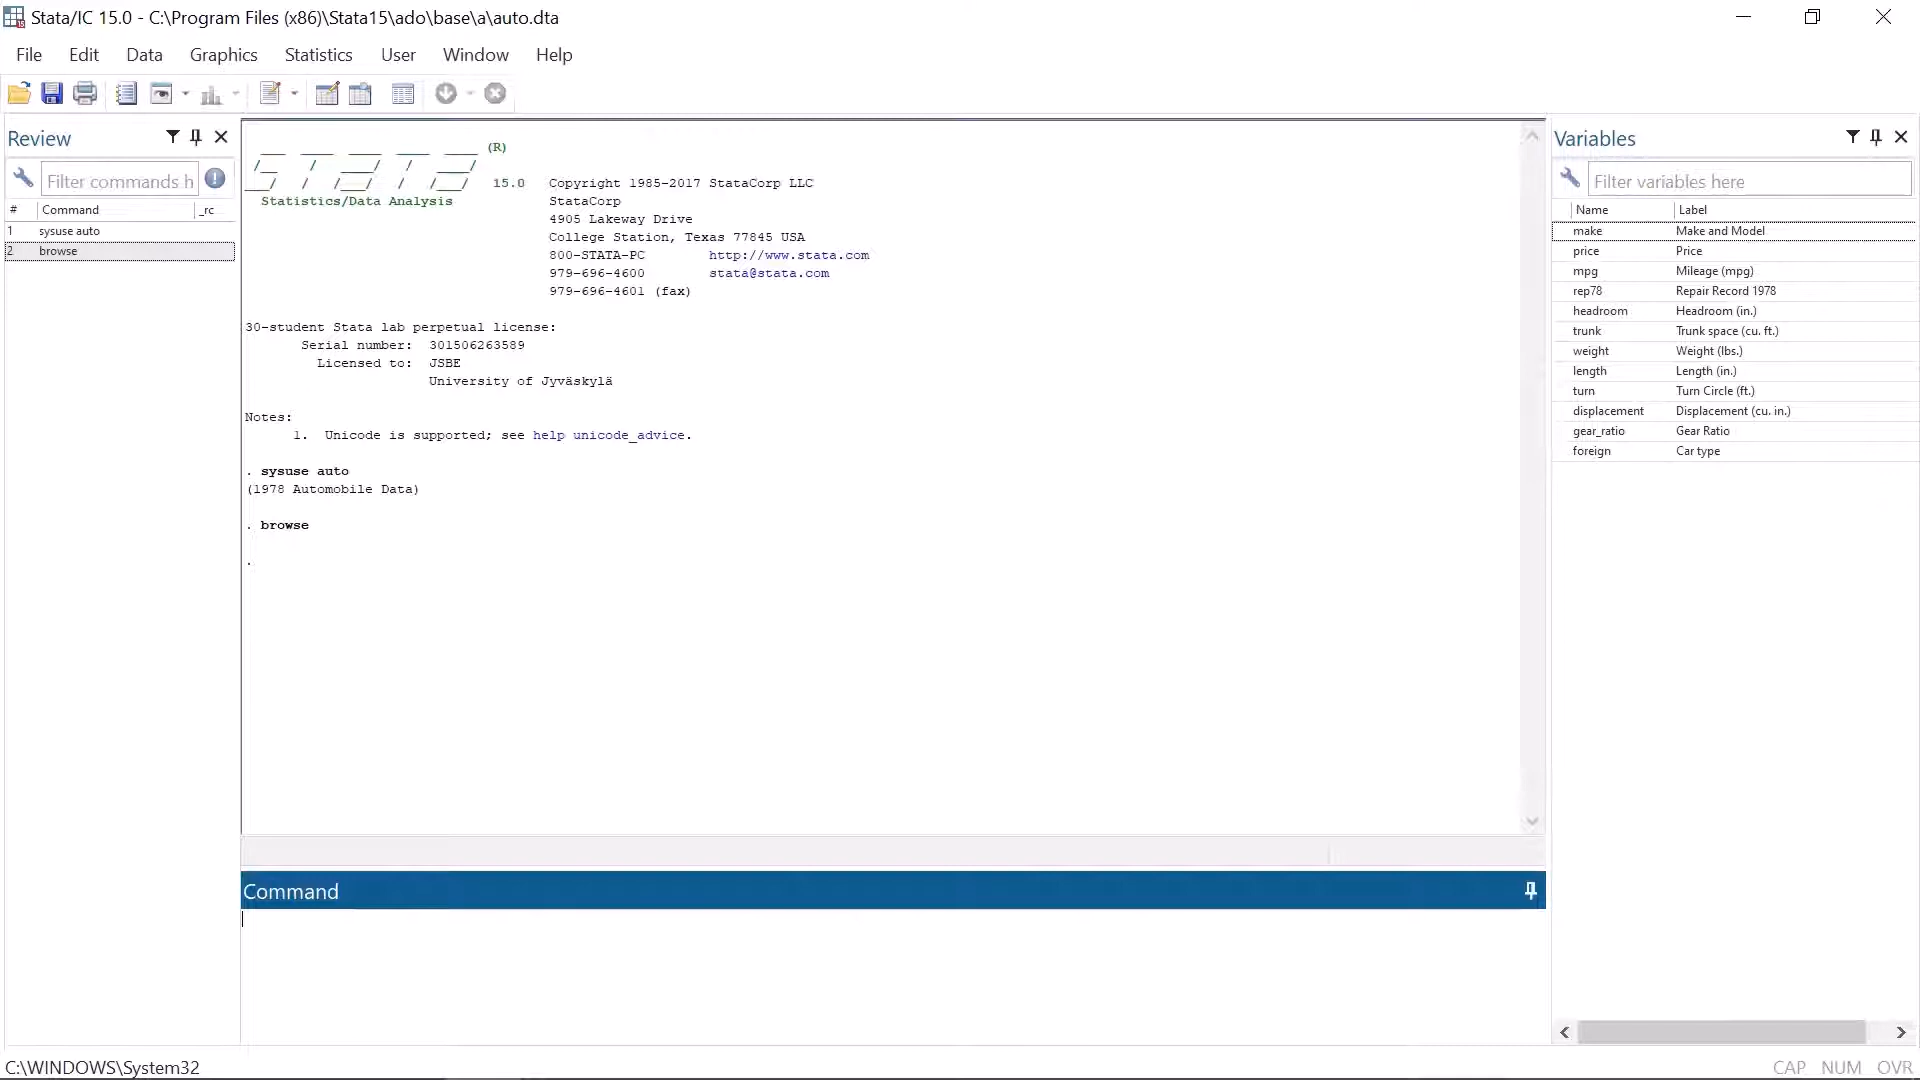 Stata/IC 15.0 - C:\Program Files (x86)\Stata15\ado\base\a\auto.dta
File Edit Data Graphics Statistics User Window Help
Review
Filter commands h
# Command _rc
1 sysuse auto
2 browse
STATA (R)
15.0 Copyright 1985-2017 StataCorp LLC
Statistics/Data Analysis StataCorp
4905 Lakeway Drive
College Station, Texas 77845 USA
800-STATA-PC http://www.stata.com
979-696-4600 stata@stata.com
979-696-4601 (fax)
30-student Stata lab perpetual license:
Serial number: 301506263589
Licensed to: JSBE
University of Jyväskylä
Notes:
1. Unicode is supported; see help unicode_advice.
. sysuse auto
(1978 Automobile Data)
. browse
.
Command
Variables
Filter variables here
Name Label
make Make and Model
price Price
mpg Mileage (mpg)
rep78 Repair Record 1978
headroom Headroom (in.)
trunk Trunk space (cu. ft.)
weight Weight (lbs.)
length Length (in.)
turn Turn Circle (ft.)
displacement Displacement (cu. in.)
gear_ratio Gear Ratio
foreign Car type
C:\WINDOWS\System32
CAP NUM OVR